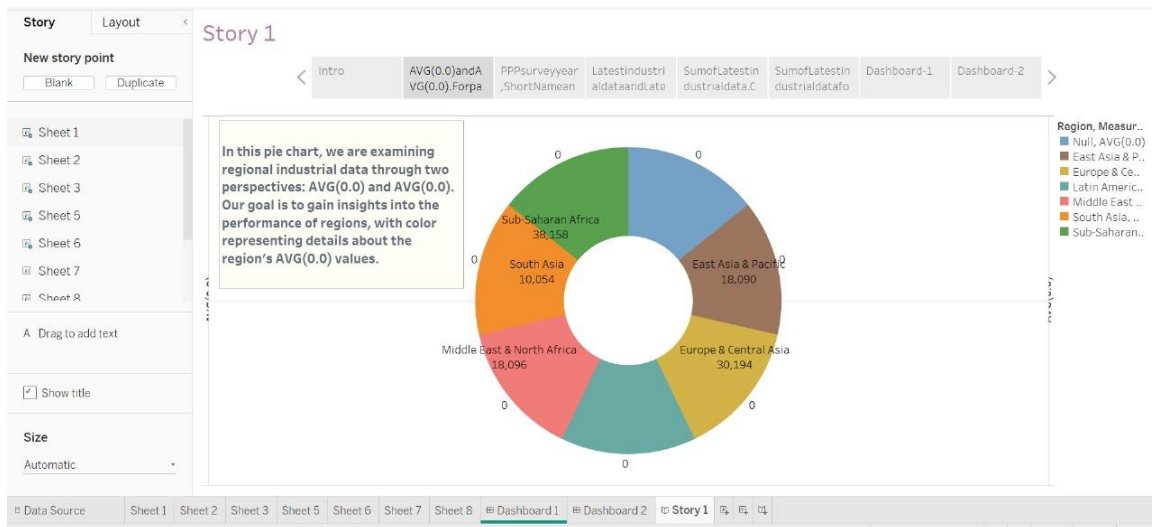 Story
Layout
Story 1
New story point
Blank
Duplicate
Intro
AVG(0.0)andA
VG(0.0).Forpa
PPPsurveyyear
,ShortNamean
Latestindustri
aldataandLate
SumofLatestin
dustrialdata.C
SumofLatestin
dustrialdatafo
Dashboard-1
Dashboard-2
Sheet 1
Sheet 2
Sheet 3
Sheet 5
Sheet 6
Sheet 7
Sheet 8
A Drag to add text
Show title
Size
Automatic
In this pie chart, we are examining
regional industrial data through two
perspectives: AVG(0.0) and AVG(0.0).
Our goal is to gain insights into the
performance of regions, with color
representing details about the
region's AVG(0.0) values.
0
0
Sub-Saharan Africa
38,158
0
South Asia
10,054
East Asia & Pacific
18,090
0
Middle East & North Africa
18,096
Europe & Central Asia
30,194
0
0
0
Region, Measur..
Null, AVG(0.0)
East Asia & P..
Europe & Ce..
Latin Americ..
Middle East ..
South Asia, ..
Sub-Saharan..
Data Source
Sheet 1
Sheet 2
Sheet 3
Sheet 5
Sheet 6
Sheet 7
Sheet 8
Dashboard 1
Dashboard 2
Story 1